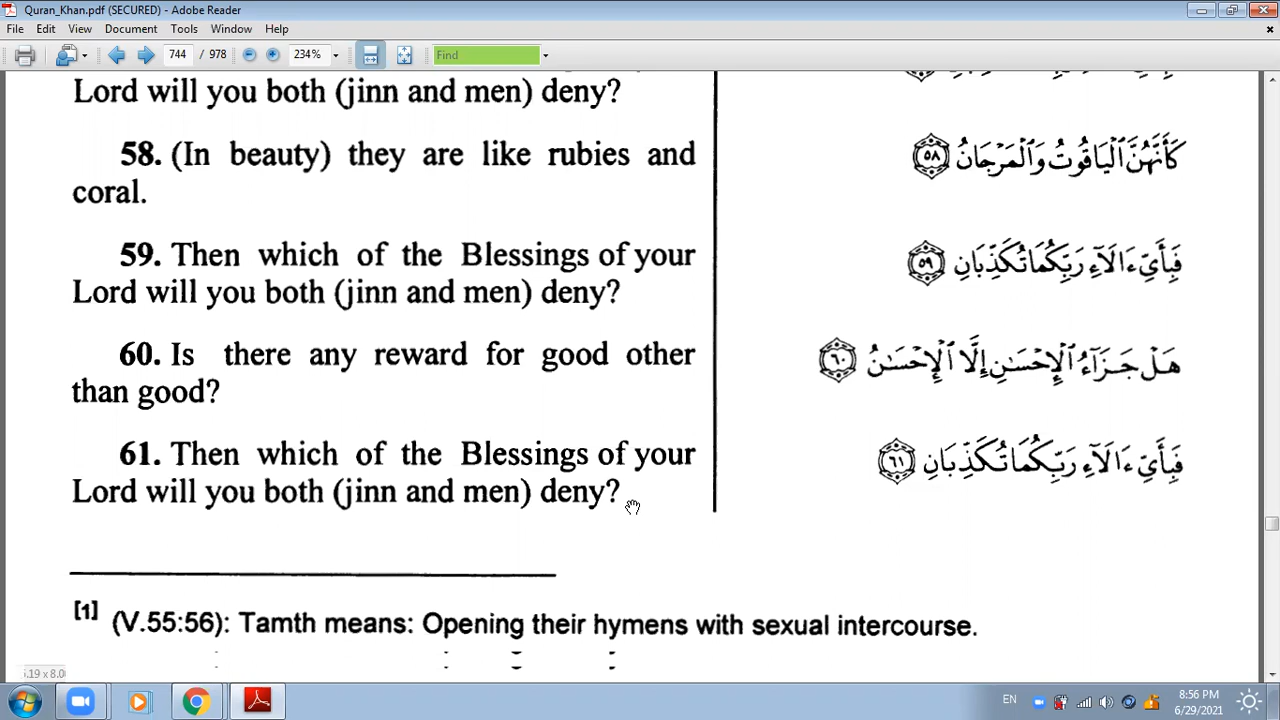 Quran_Khan.pdf (SECURED) - Adobe Reader
File Edit View Document Tools Window Help
744 / 978 234% Find
Lord will you both (jinn and men) deny?
58. (In beauty) they are like rubies and
coral.
كَأَنَّهُنَّ ٱلْيَاقُوتُ وَٱلْمَرْجَانُ ٥٨
59. Then which of the Blessings of your
Lord will you both (jinn and men) deny?
فَبِأَىِّ ءَالَآءِ رَبِّكُمَا تُكَذِّبَانِ ٥٩
60. Is there any reward for good other
than good?
هَلْ جَزَآءُ ٱلْإِحْسَٰنِ إِلَّا ٱلْإِحْسَٰنُ ٦٠
61. Then which of the Blessings of your
Lord will you both (jinn and men) deny?
فَبِأَىِّ ءَالَآءِ رَبِّكُمَا تُكَذِّبَانِ ٦١
[1] (V.55:56): Tamth means: Opening their hymens with sexual intercourse.
EN 8:56 PM
6/29/2021